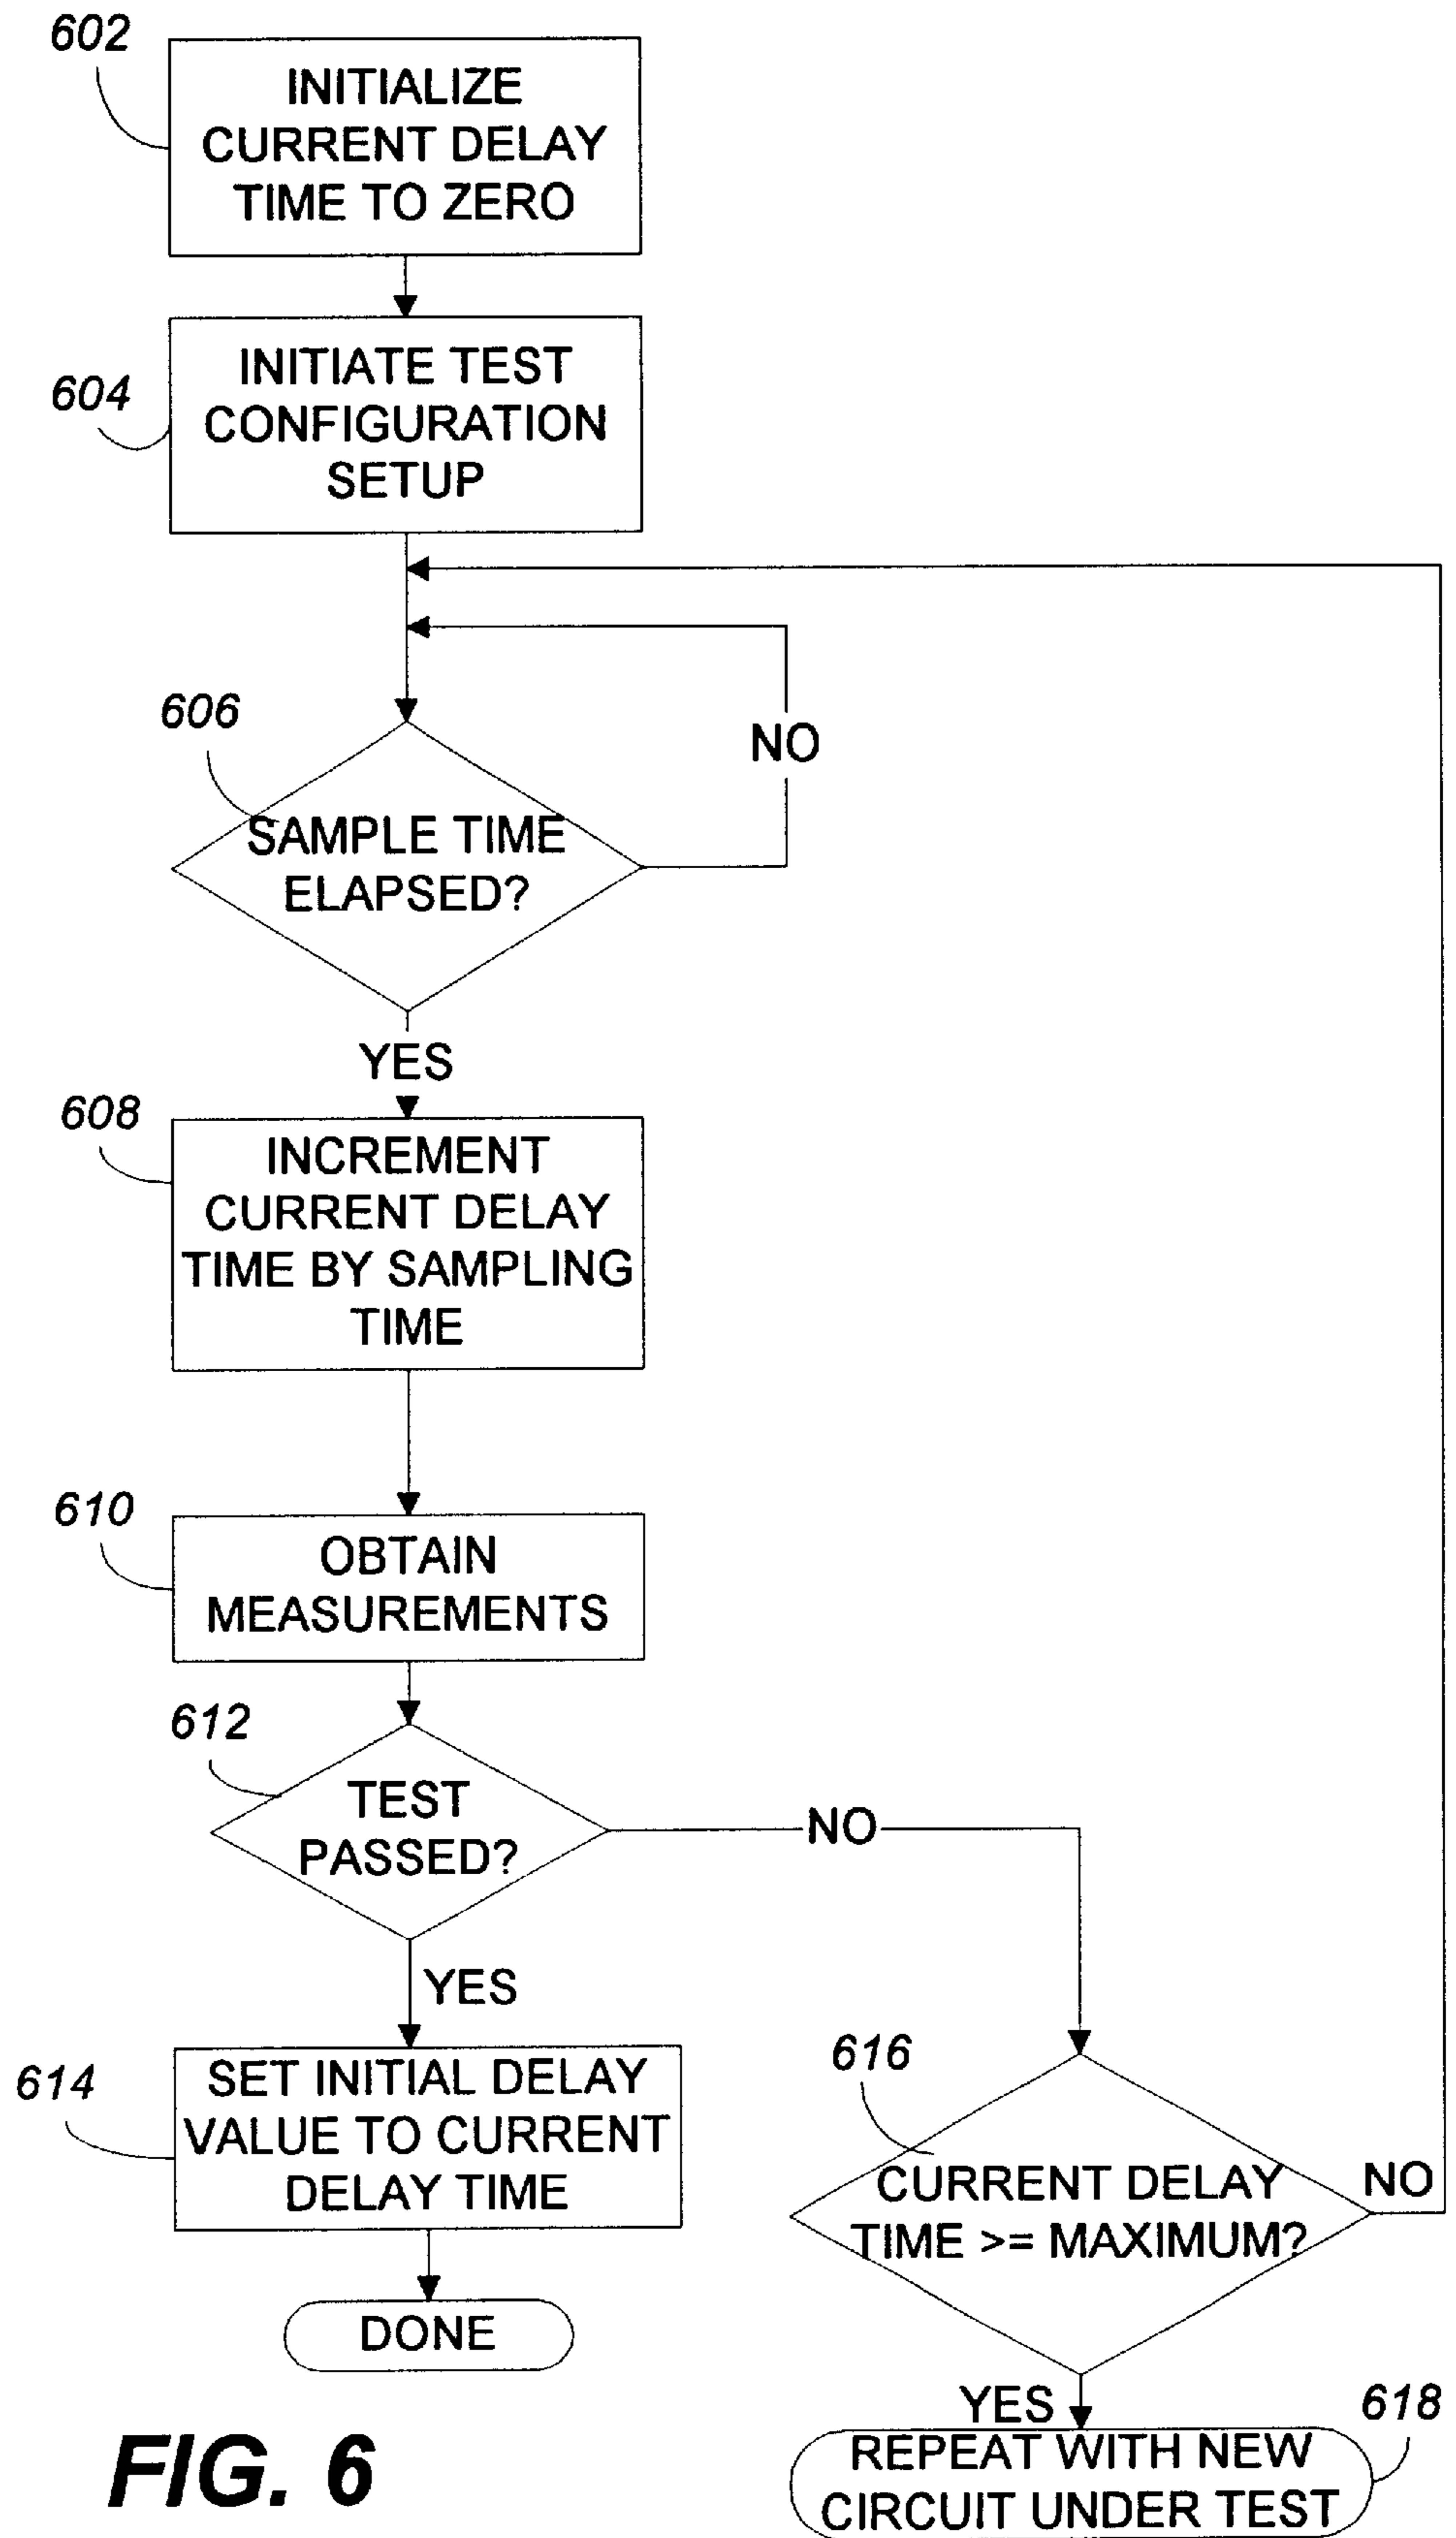 602
INITIALIZE
CURRENT DELAY
TIME TO ZERO
604
INITIATE TEST
CONFIGURATION
SETUP
606
NO
SAMPLE TIME
ELAPSED?
YES
608
INCREMENT
CURRENT DELAY
TIME BY SAMPLING
TIME
610
OBTAIN
MEASUREMENTS
612
TEST
PASSED?
NO
YES
614
SET INITIAL DELAY
VALUE TO CURRENT
DELAY TIME
DONE
616
CURRENT DELAY
TIME >= MAXIMUM?
NO
YES
618
REPEAT WITH NEW
CIRCUIT UNDER TEST
FIG. 6